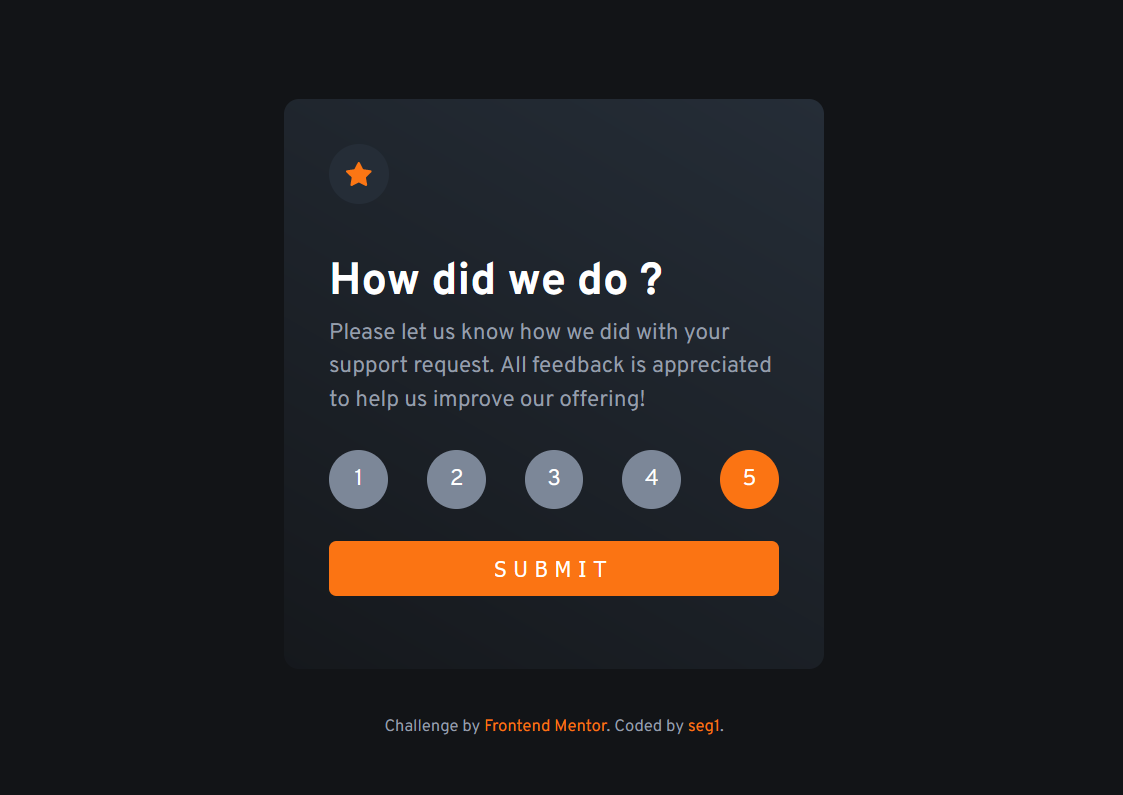 How did we do ?
Please let us know how we did with your
support request. All feedback is appreciated
to help us improve our offering!
1 2 3 4 5
SUBMIT
Challenge by Frontend Mentor. Coded by seg1.